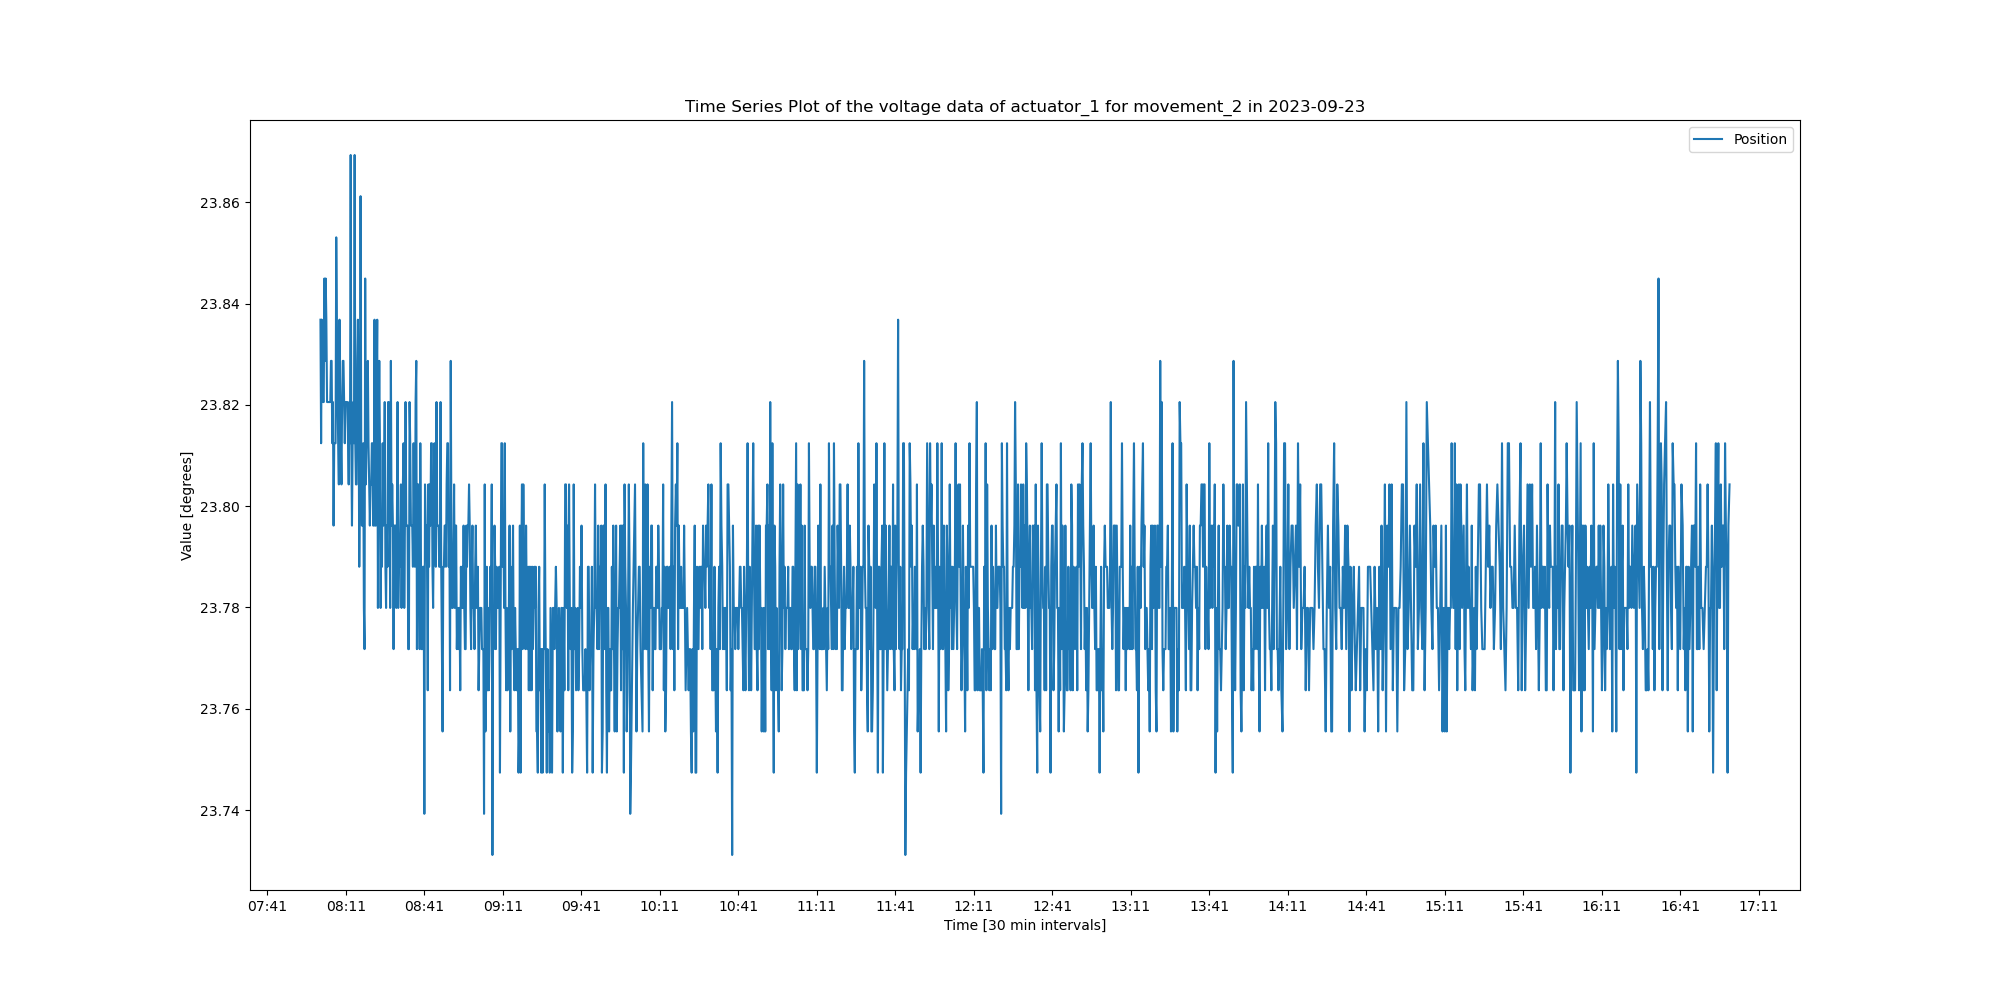 Time Series Plot of the voltage data of actuator_1 for movement_2 in 2023-09-23
Position
23.86
23.84
23.82
23.80
23.78
23.76
23.74
Value [degrees]
07:41 08:11 08:41 09:11 09:41 10:11 10:41 11:11 11:41 12:11 12:41 13:11 13:41 14:11 14:41 15:11 15:41 16:11 16:41 17:11
Time [30 min intervals]